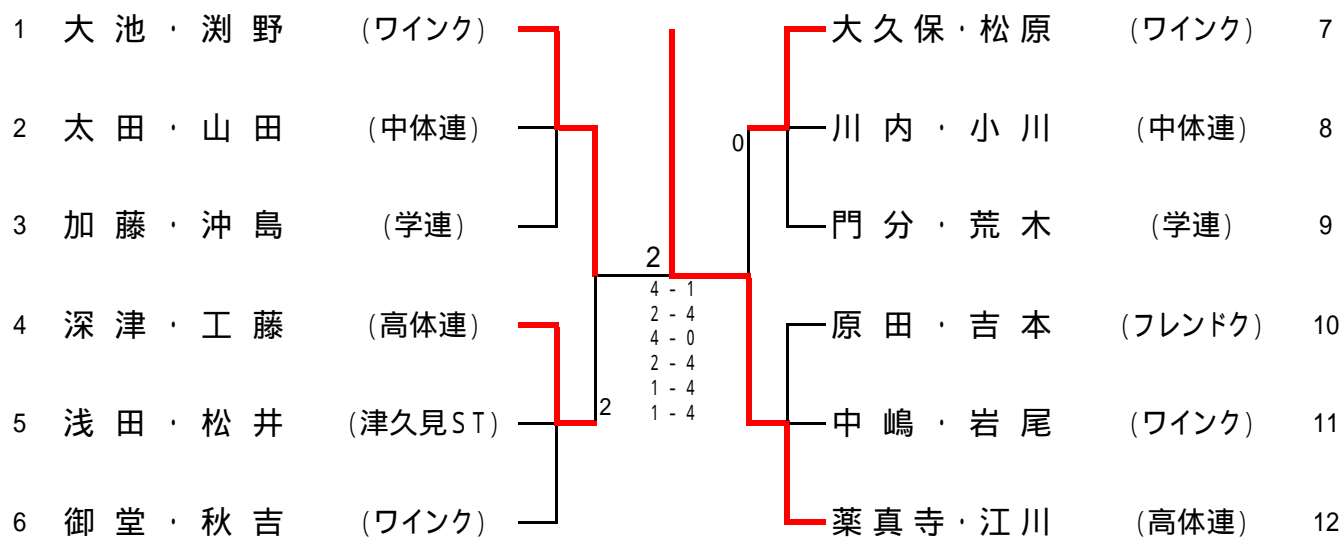 1 大池・渕野 (ワインク)
2 太田・山田 (中体連)
3 加藤・沖島 (学連)
4 深津・工藤 (高体連)
5 浅田・松井 (津久見ST)
6 御堂・秋吉 (ワインク)
2
2
4-1
2-4
4-0
2-4
1-4
1-4
0
大久保・松原 (ワインク) 7
川内・小川 (中体連) 8
門分・荒木 (学連) 9
原田・吉本 (フレンドク) 10
中嶋・岩尾 (ワインク) 11
薬真寺・江川 (高体連) 12